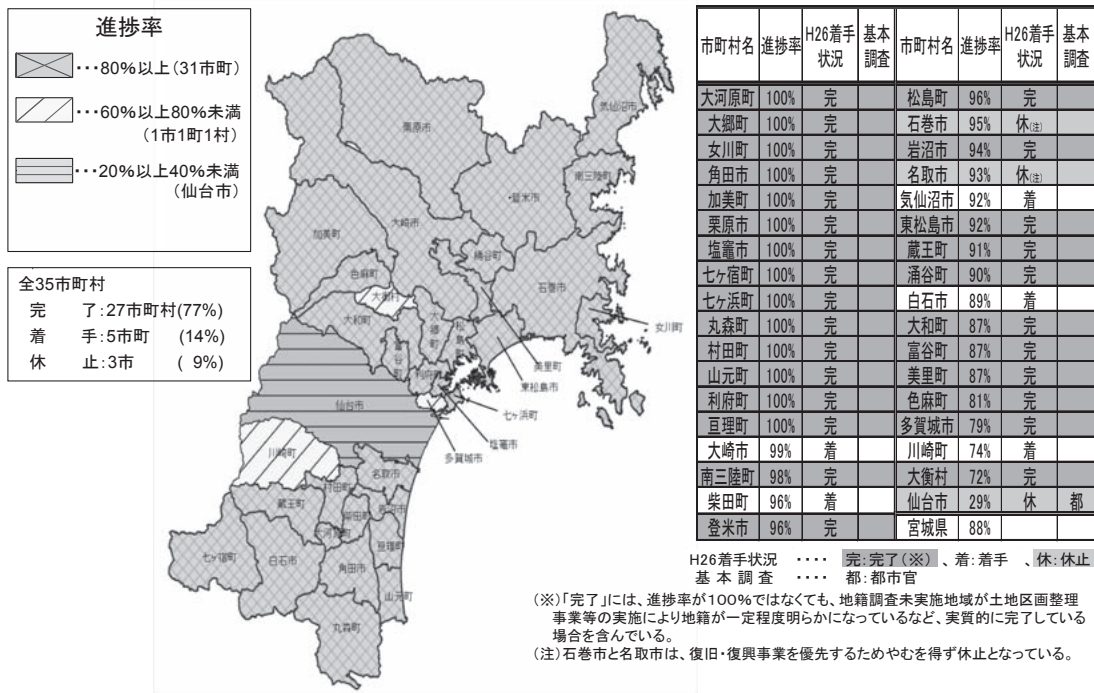 進捗率
･･･80%以上(31市町)
･･･60%以上80%未満
(1市1町1村)
･･･20%以上40%未満
(仙台市)
全35市町村
完　　了:27市町村(77%)
着　　手:5市町　(14%)
休　　止:3市　( 9%)
気仙沼市
栗原市
南三陸町
・登米市
大崎市
加美町
涌谷町
色麻町
石巻市
大衡村
大和町
大郷町
松島町
富谷町
女川町
美里町
利府町
東松島市
仙台市
七ヶ浜町
塩竈市
多賀城市
川崎町
名取市
村田町
蔵王町
柴田町
岩沼市
大河原町
亘理町
七ヶ宿町
白石市
角田市
山元町
丸森町
市町村名 進捗率 H26着手状況 基本調査 市町村名 進捗率 H26着手状況 基本調査
大河原町 100% 完 松島町 96% 完
大郷町 100% 完 石巻市 95% 休(注)
女川町 100% 完 岩沼市 94% 完
角田市 100% 完 名取市 93% 休(注)
加美町 100% 完 気仙沼市 92% 着
栗原市 100% 完 東松島市 92% 完
塩竈市 100% 完 蔵王町 91% 完
七ヶ宿町 100% 完 涌谷町 90% 完
七ヶ浜町 100% 完 白石市 89% 着
丸森町 100% 完 大和町 87% 完
村田町 100% 完 富谷町 87% 完
山元町 100% 完 美里町 87% 完
利府町 100% 完 色麻町 81% 完
亘理町 100% 完 多賀城市 79% 完
大崎市 99% 着 川崎町 74% 着
南三陸町 98% 完 大衡村 72% 完
柴田町 96% 着 仙台市 29% 休 都
登米市 96% 完 宮城県 88%
H26着手状況　････　完:完了(※)　、着:着手　、休:休止
基 本 調 査　････　都:都市官
(※)「完了」には、進捗率が100%ではなくても、地籍調査未実施地域が土地区画整理
事業等の実施により地籍が一定程度明らかになっているなど、実質的に完了している
場合を含んでいる。
(注)石巻市と名取市は、復旧・復興事業を優先するためやむを得ず休止となっている。